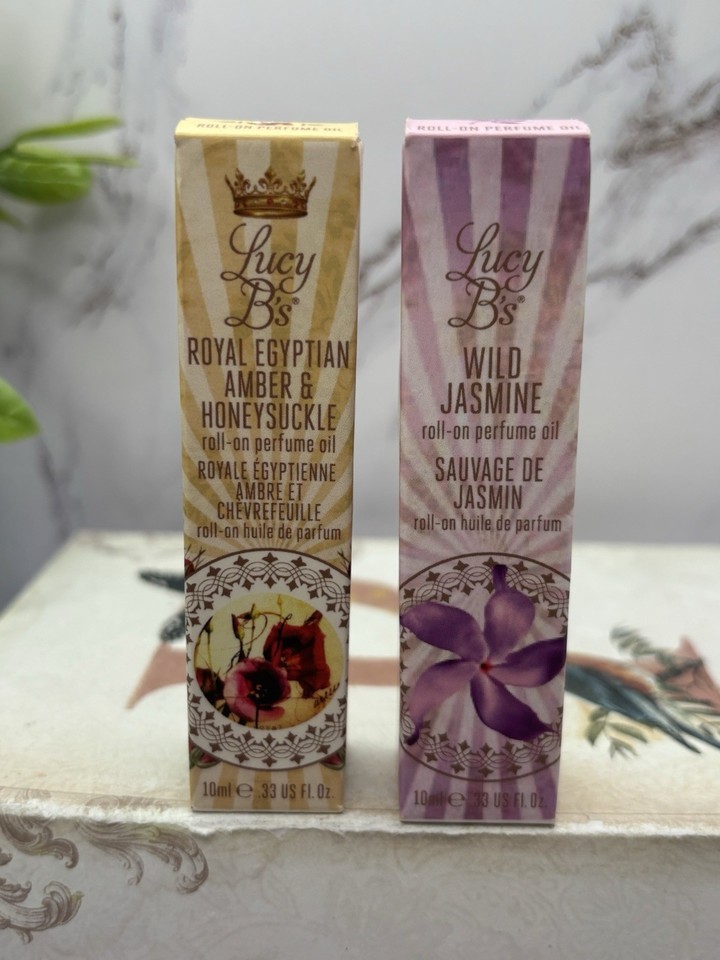 ROLL-ON PERFUME OIL
Lucy
B's®
ROYAL EGYPTIAN
AMBER &
HONEYSUCKLE
roll-on perfume oil
ROYALE ÉGYPTIENNE
AMBRE ET
CHÈVREFEUILLE
roll-on huile de parfum
10ml ℮ .33 US Fl. Oz.
ROLL-ON PERFUME OIL
Lucy
B's®
WILD
JASMINE
roll-on perfume oil
SAUVAGE DE
JASMIN
roll-on huile de parfum
10ml ℮ .33 US Fl. Oz.